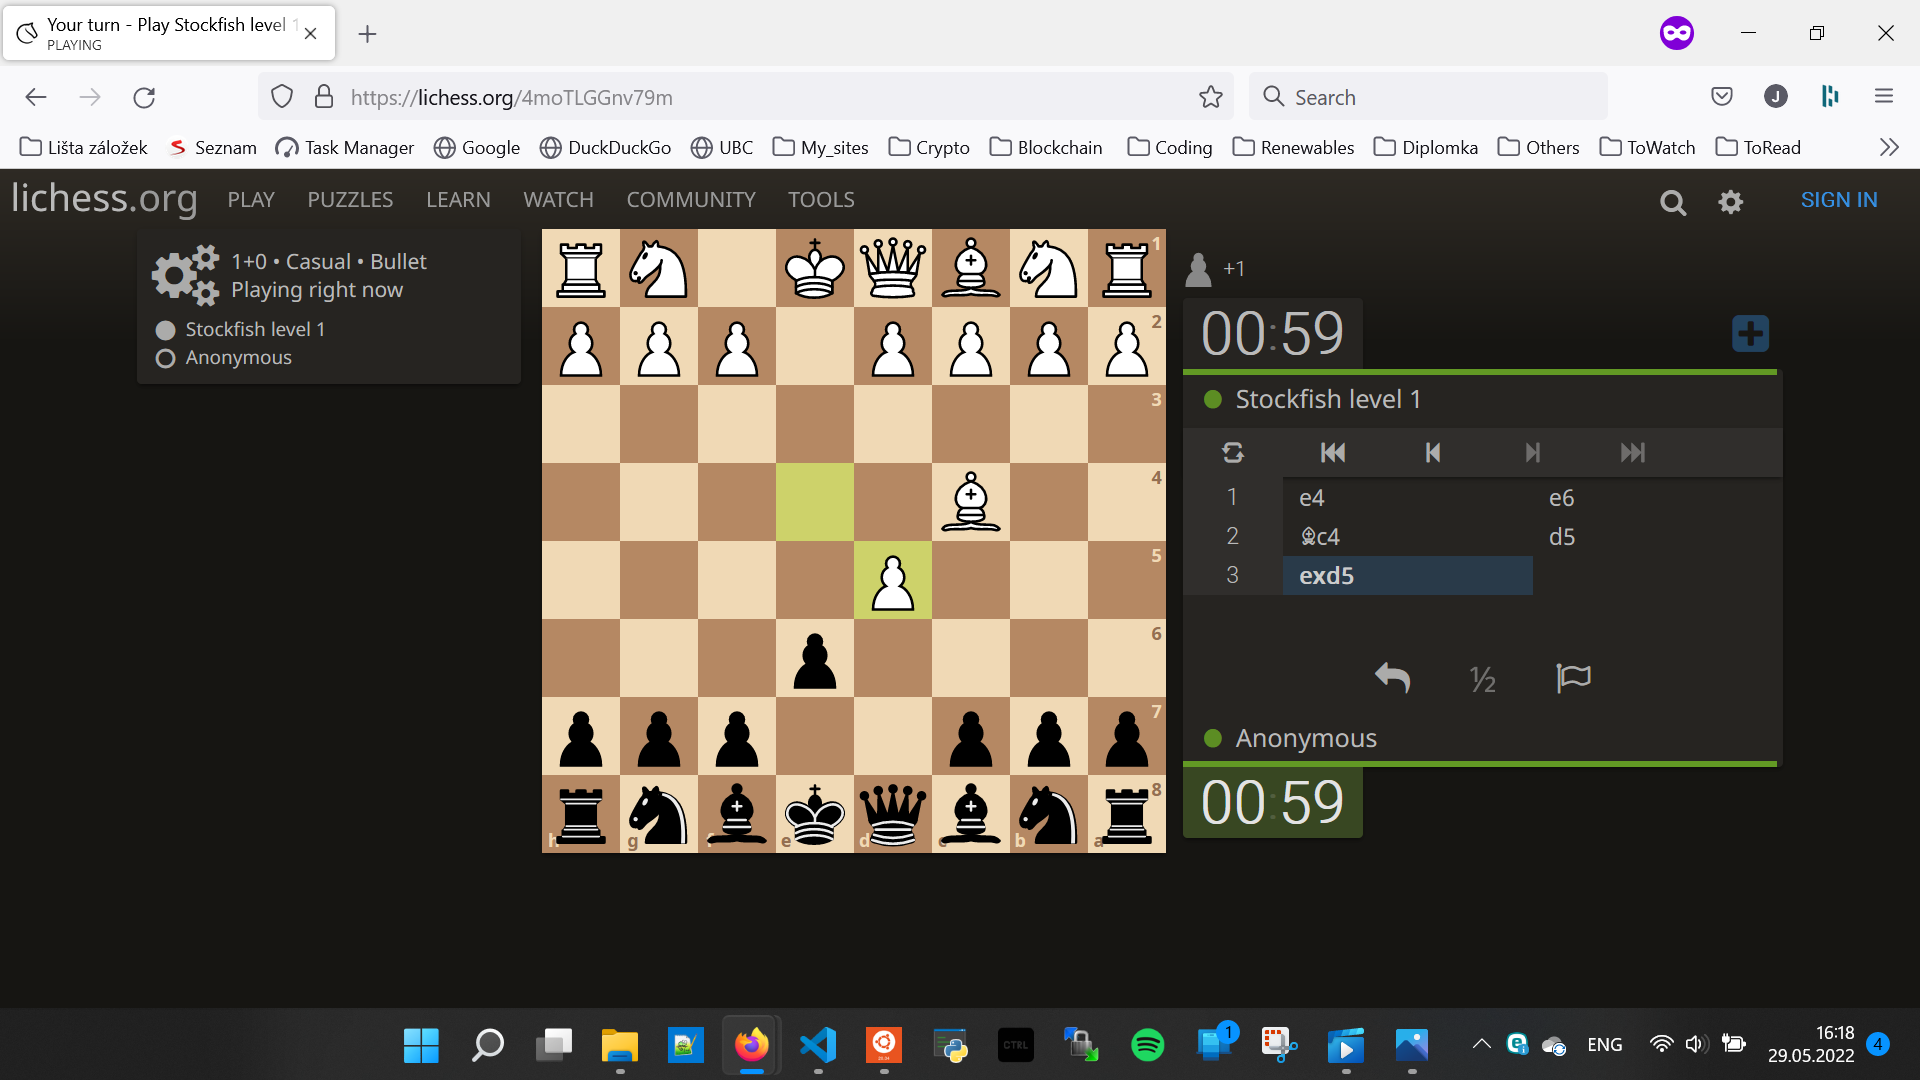 Your turn - Play Stockfish level 1
PLAYING
https://lichess.org/4moTLGGnv79m
Search
J
Lišta záložek
Seznam
Task Manager
Google
DuckDuckGo
UBC
My_sites
Crypto
Blockchain
Coding
Renewables
Diplomka
Others
ToWatch
ToRead
lichess.org
PLAY
PUZZLES
LEARN
WATCH
COMMUNITY
TOOLS
SIGN IN
1+0 • Casual • Bullet
Playing right now
Stockfish level 1
Anonymous
1
2
3
4
5
6
7
8
h g f e d c b a
+1
00:59
Stockfish level 1
1 e4 e6
2 ♗c4 d5
3 exd5
½
Anonymous
00:59
CTRL
1
ENG
16:18
29.05.2022
4